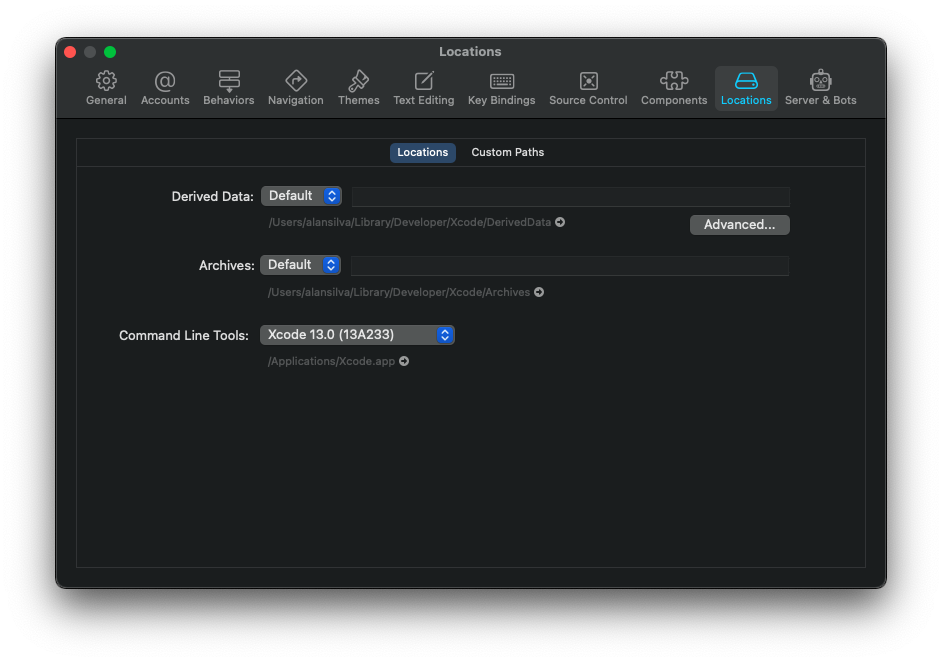 Locations
General Accounts Behaviors Navigation Themes Text Editing Key Bindings Source Control Components Locations Server & Bots
Locations Custom Paths
Derived Data: Default
/Users/alansilva/Library/Developer/Xcode/DerivedData
Advanced...
Archives: Default
/Users/alansilva/Library/Developer/Xcode/Archives
Command Line Tools: Xcode 13.0 (13A233)
/Applications/Xcode.app